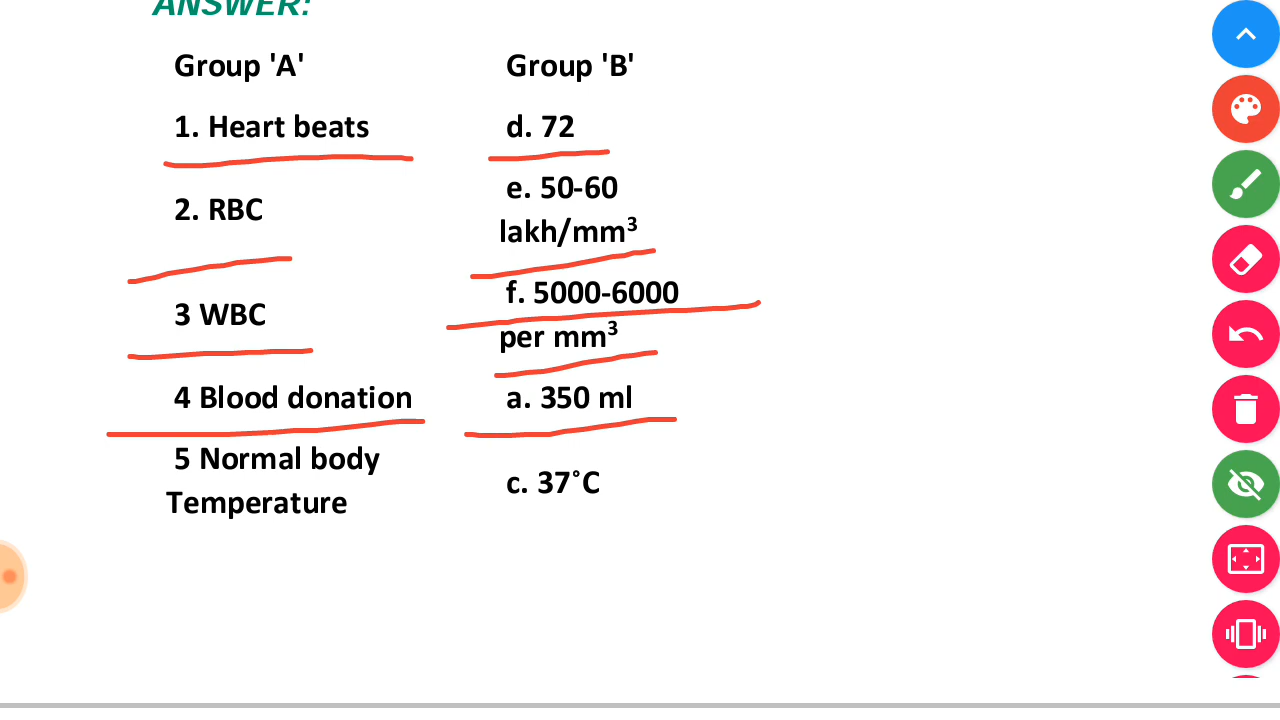 ANSWER:
Group 'A' Group 'B'
1. Heart beats d. 72
2. RBC e. 50-60
lakh/mm³
3 WBC f. 5000-6000
per mm³
4 Blood donation a. 350 ml
5 Normal body
Temperature c. 37˚C